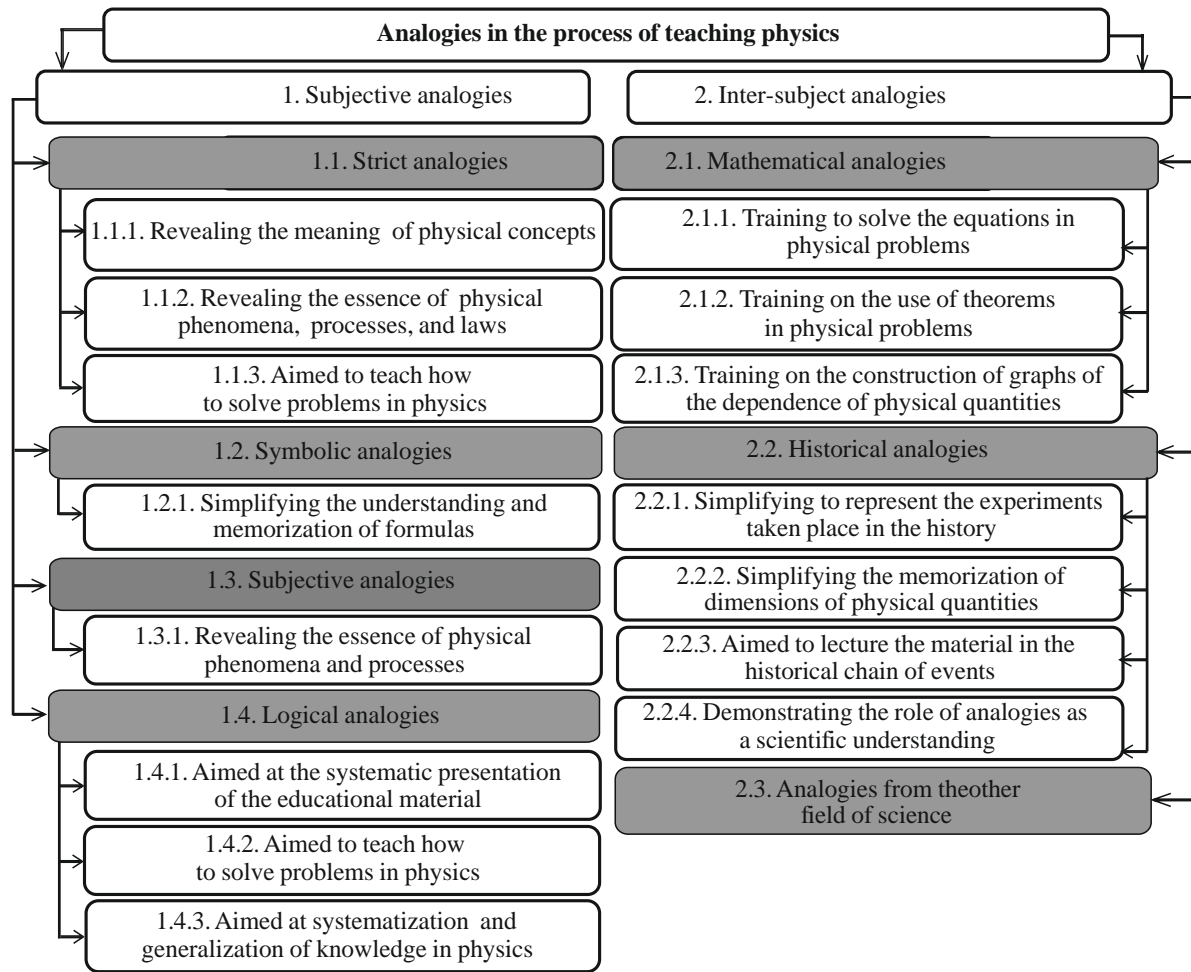 Analogies in the process of teaching physics
1. Subjective analogies
1.1. Strict analogies
1.1.1. Revealing the meaning of physical concepts
1.1.2. Revealing the essence of physical
phenomena, processes, and laws
1.1.3. Aimed to teach how
to solve problems in physics
1.2. Symbolic analogies
1.2.1. Simplifying the understanding and
memorization of formulas
1.3. Subjective analogies
1.3.1. Revealing the essence of physical
phenomena and processes
1.4. Logical analogies
1.4.1. Aimed at the systematic presentation
of the educational material
1.4.2. Aimed to teach how
to solve problems in physics
1.4.3. Aimed at systematization and
generalization of knowledge in physics
2. Inter-subject analogies
2.1. Mathematical analogies
2.1.1. Training to solve the equations in
physical problems
2.1.2. Training on the use of theorems
in physical problems
2.1.3. Training on the construction of graphs of
the dependence of physical quantities
2.2. Historical analogies
2.2.1. Simplifying to represent the experiments
taken place in the history
2.2.2. Simplifying the memorization of
dimensions of physical quantities
2.2.3. Aimed to lecture the material in the
historical chain of events
2.2.4. Demonstrating the role of analogies as
a scientific understanding
2.3. Analogies from theother
field of science